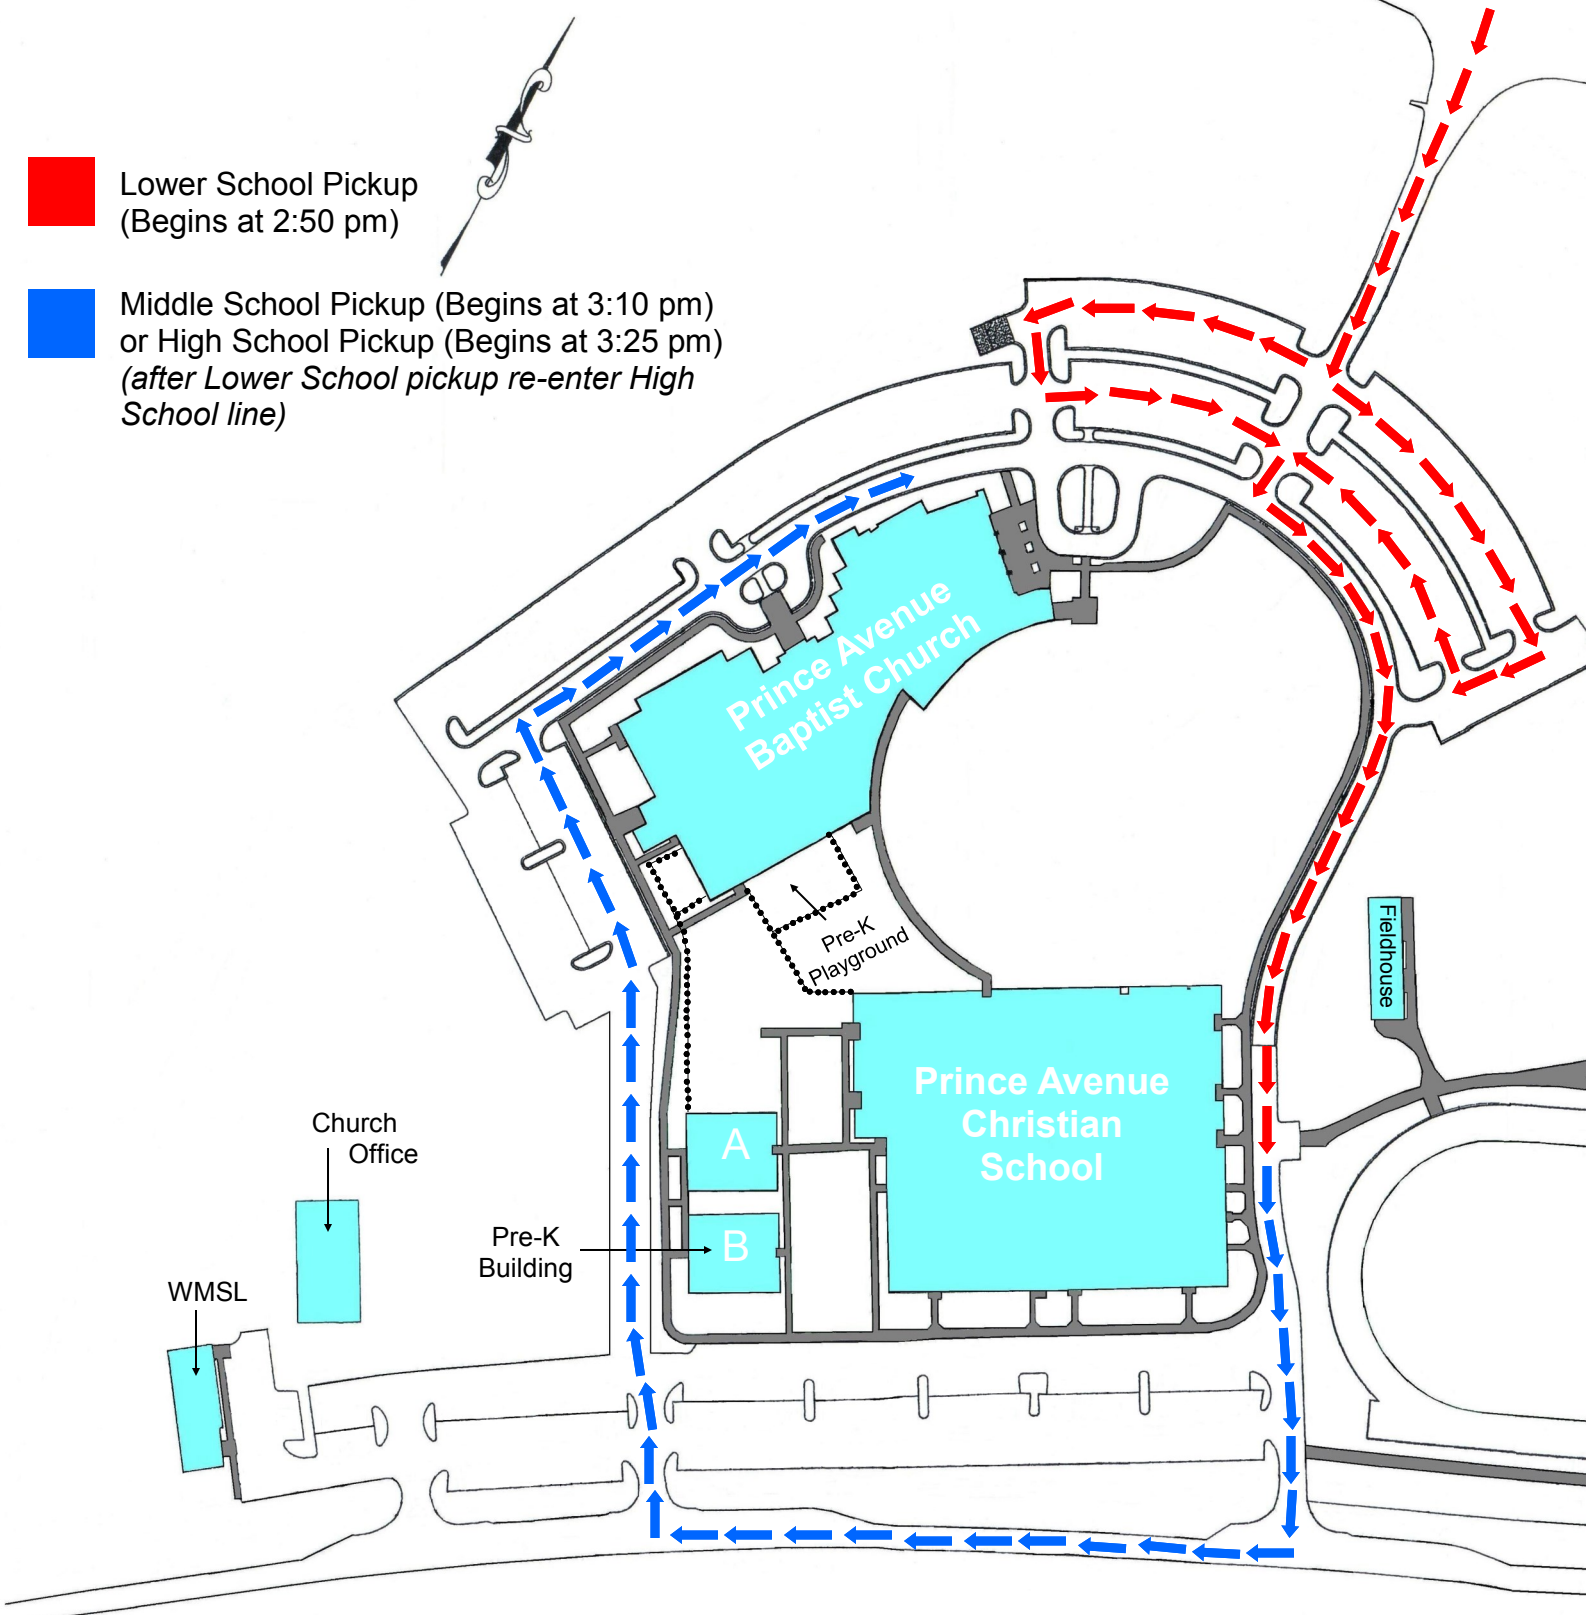 Lower School Pickup
(Begins at 2:50 pm)
Middle School Pickup (Begins at 3:10 pm)
or High School Pickup (Begins at 3:25 pm)
(after Lower School pickup re-enter High
School line)
Prince Avenue
Baptist Church
Pre-K
Playground
Fieldhouse
Prince Avenue
Christian
School
A
B
Church
Office
Pre-K
Building
WMSL